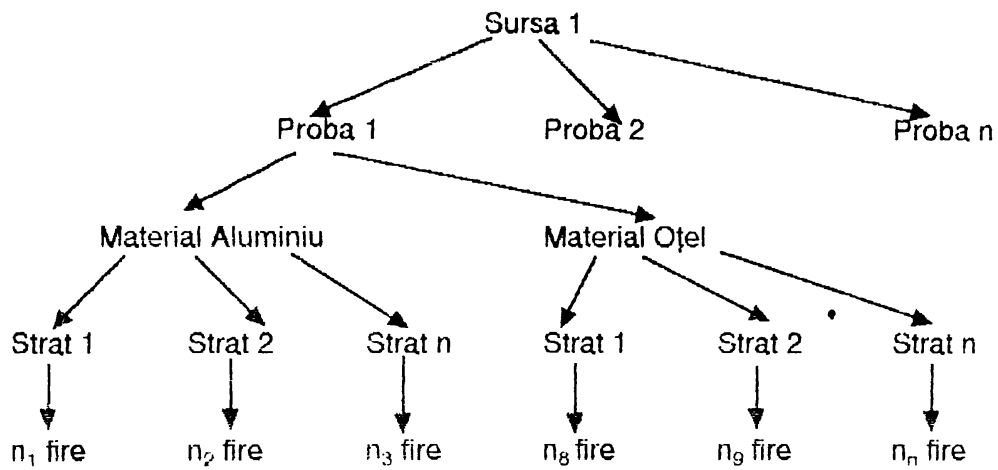 Sursa 1
Proba 1 Proba 2 Proba n
Material Aluminiu Material Oțel
Strat 1 Strat 2 Strat n Strat 1 Strat 2 Strat n
n₁ fire n₂ fire n₃ fire n₈ fire n₉ fire nₙ fire